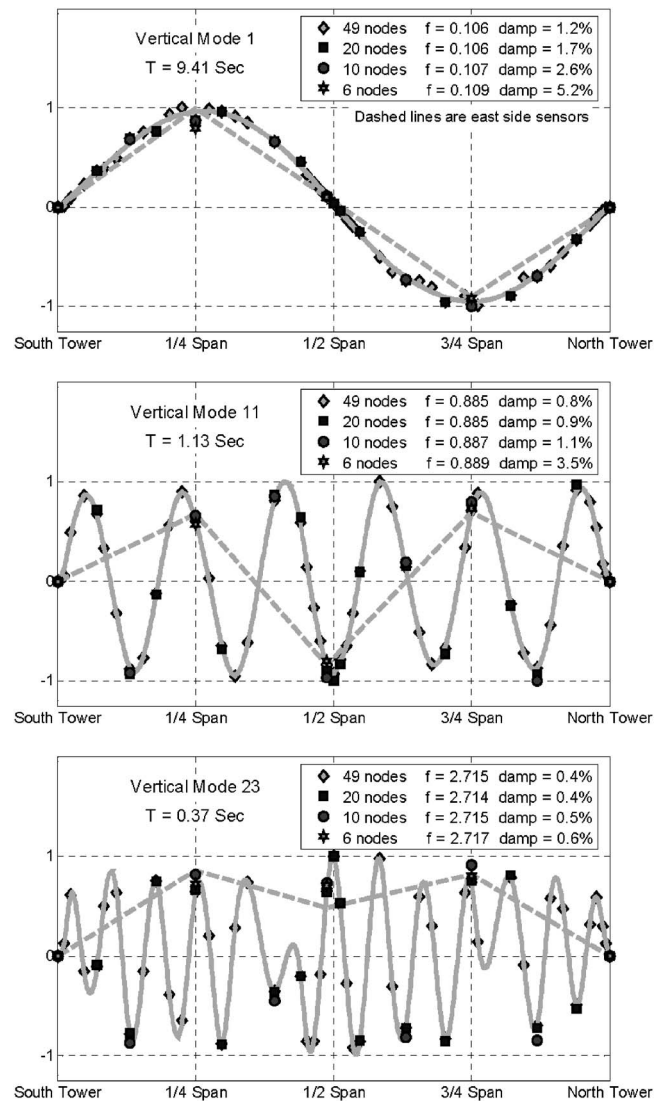 Vertical Mode 1
T = 9.41 Sec
49 nodes f = 0.106 damp = 1.2%
20 nodes f = 0.106 damp = 1.7%
10 nodes f = 0.107 damp = 2.6%
6 nodes f = 0.109 damp = 5.2%
Dashed lines are east side sensors
1
0
-1
South Tower 1/4 Span 1/2 Span 3/4 Span North Tower
Vertical Mode 11
T = 1.13 Sec
49 nodes f = 0.885 damp = 0.8%
20 nodes f = 0.885 damp = 0.9%
10 nodes f = 0.887 damp = 1.1%
6 nodes f = 0.889 damp = 3.5%
1
0
-1
South Tower 1/4 Span 1/2 Span 3/4 Span North Tower
Vertical Mode 23
T = 0.37 Sec
49 nodes f = 2.715 damp = 0.4%
20 nodes f = 2.714 damp = 0.4%
10 nodes f = 2.715 damp = 0.5%
6 nodes f = 2.717 damp = 0.6%
1
0
-1
South Tower 1/4 Span 1/2 Span 3/4 Span North Tower